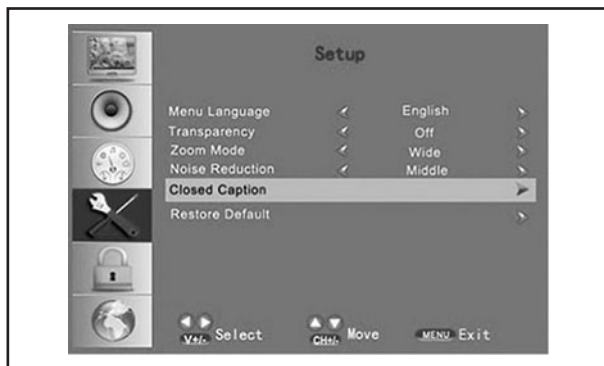 Setup
Menu Language English
Transparency Off
Zoom Mode Wide
Noise Reduction Middle
Closed Caption
Restore Default
V+/- Select CH+/- Move MENU Exit